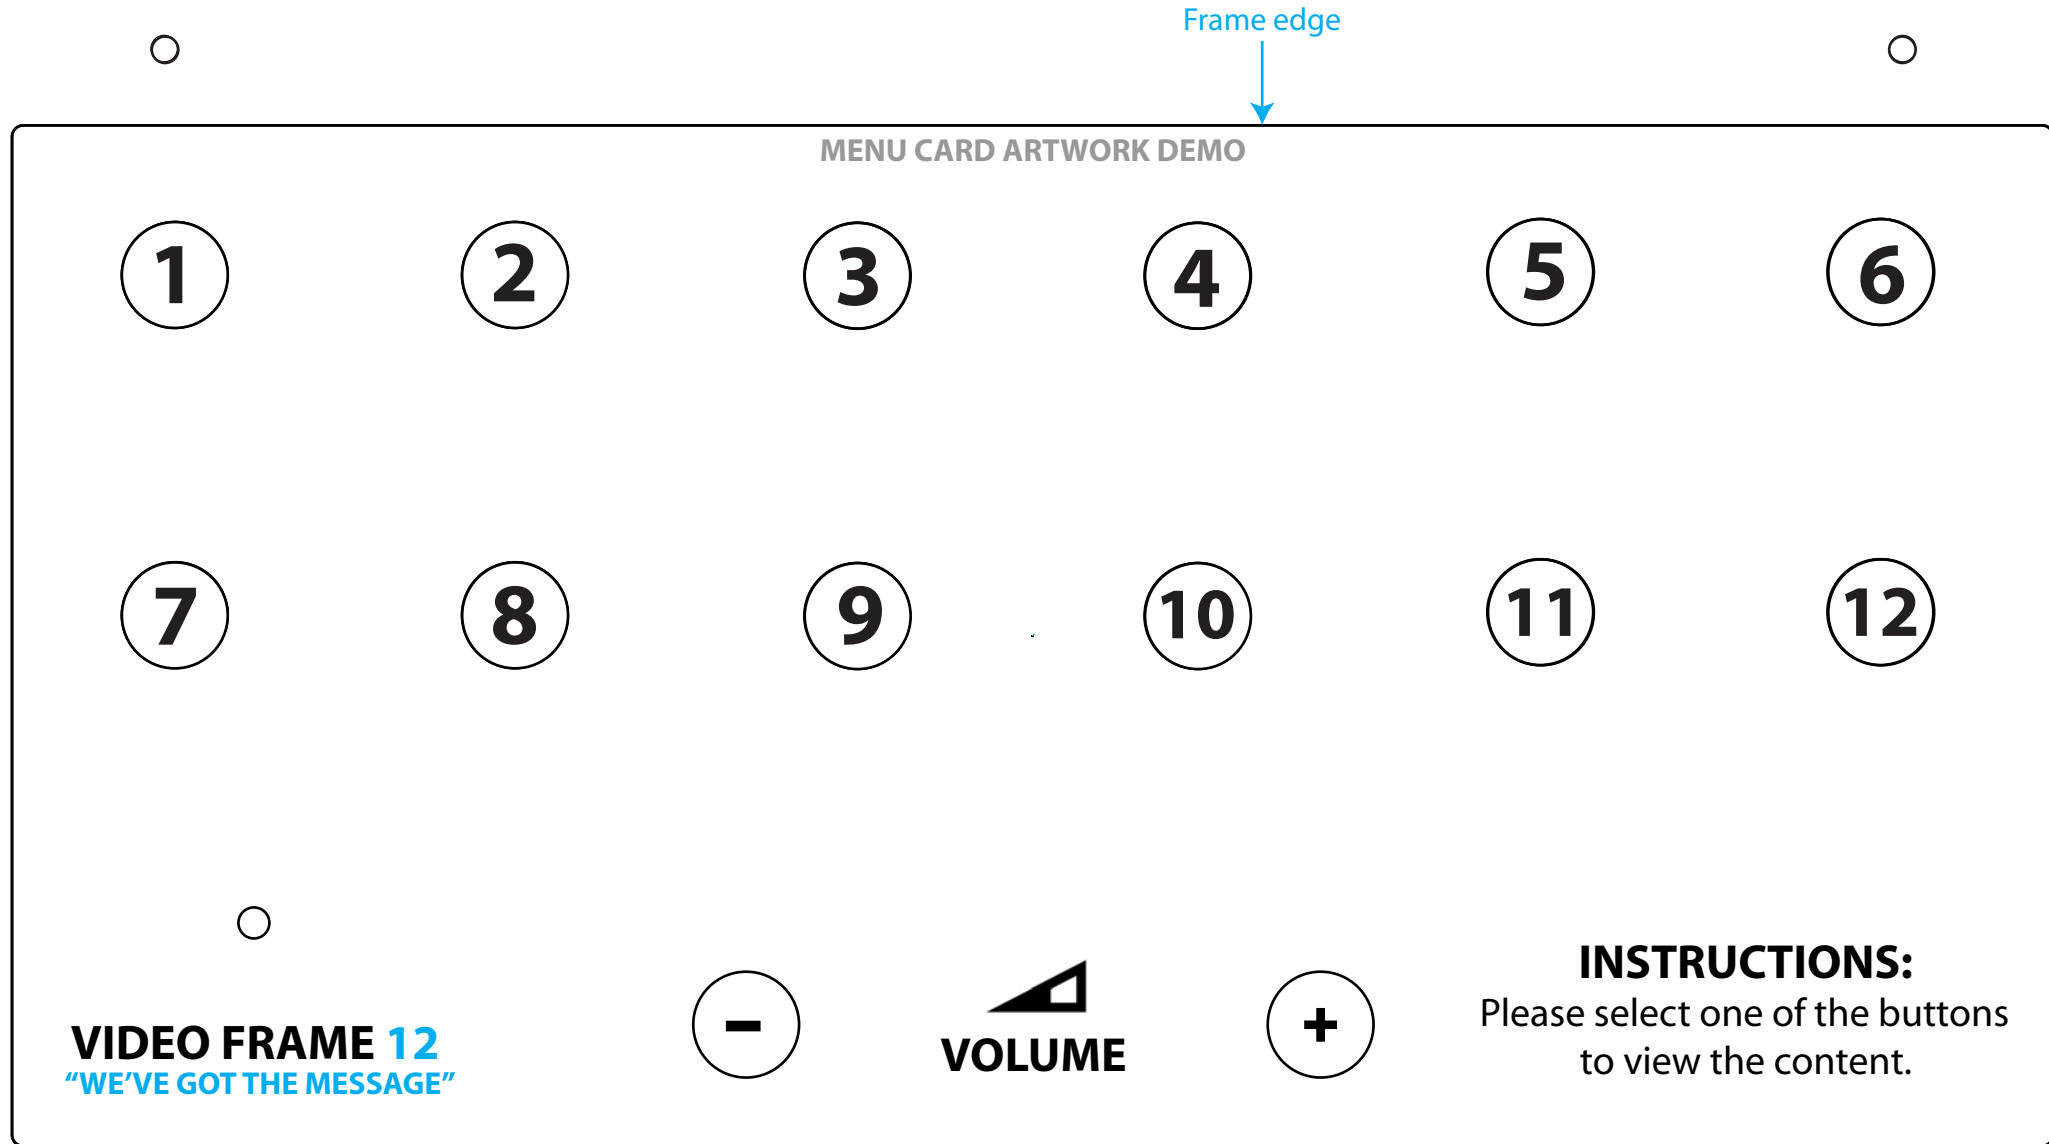 Frame edge
MENU CARD ARTWORK DEMO
1 2 3 4 5 6
7 8 9 10 11 12
INSTRUCTIONS:
Please select one of the buttons
to view the content.
- VOLUME +
VIDEO FRAME 12
“WE’VE GOT THE MESSAGE”